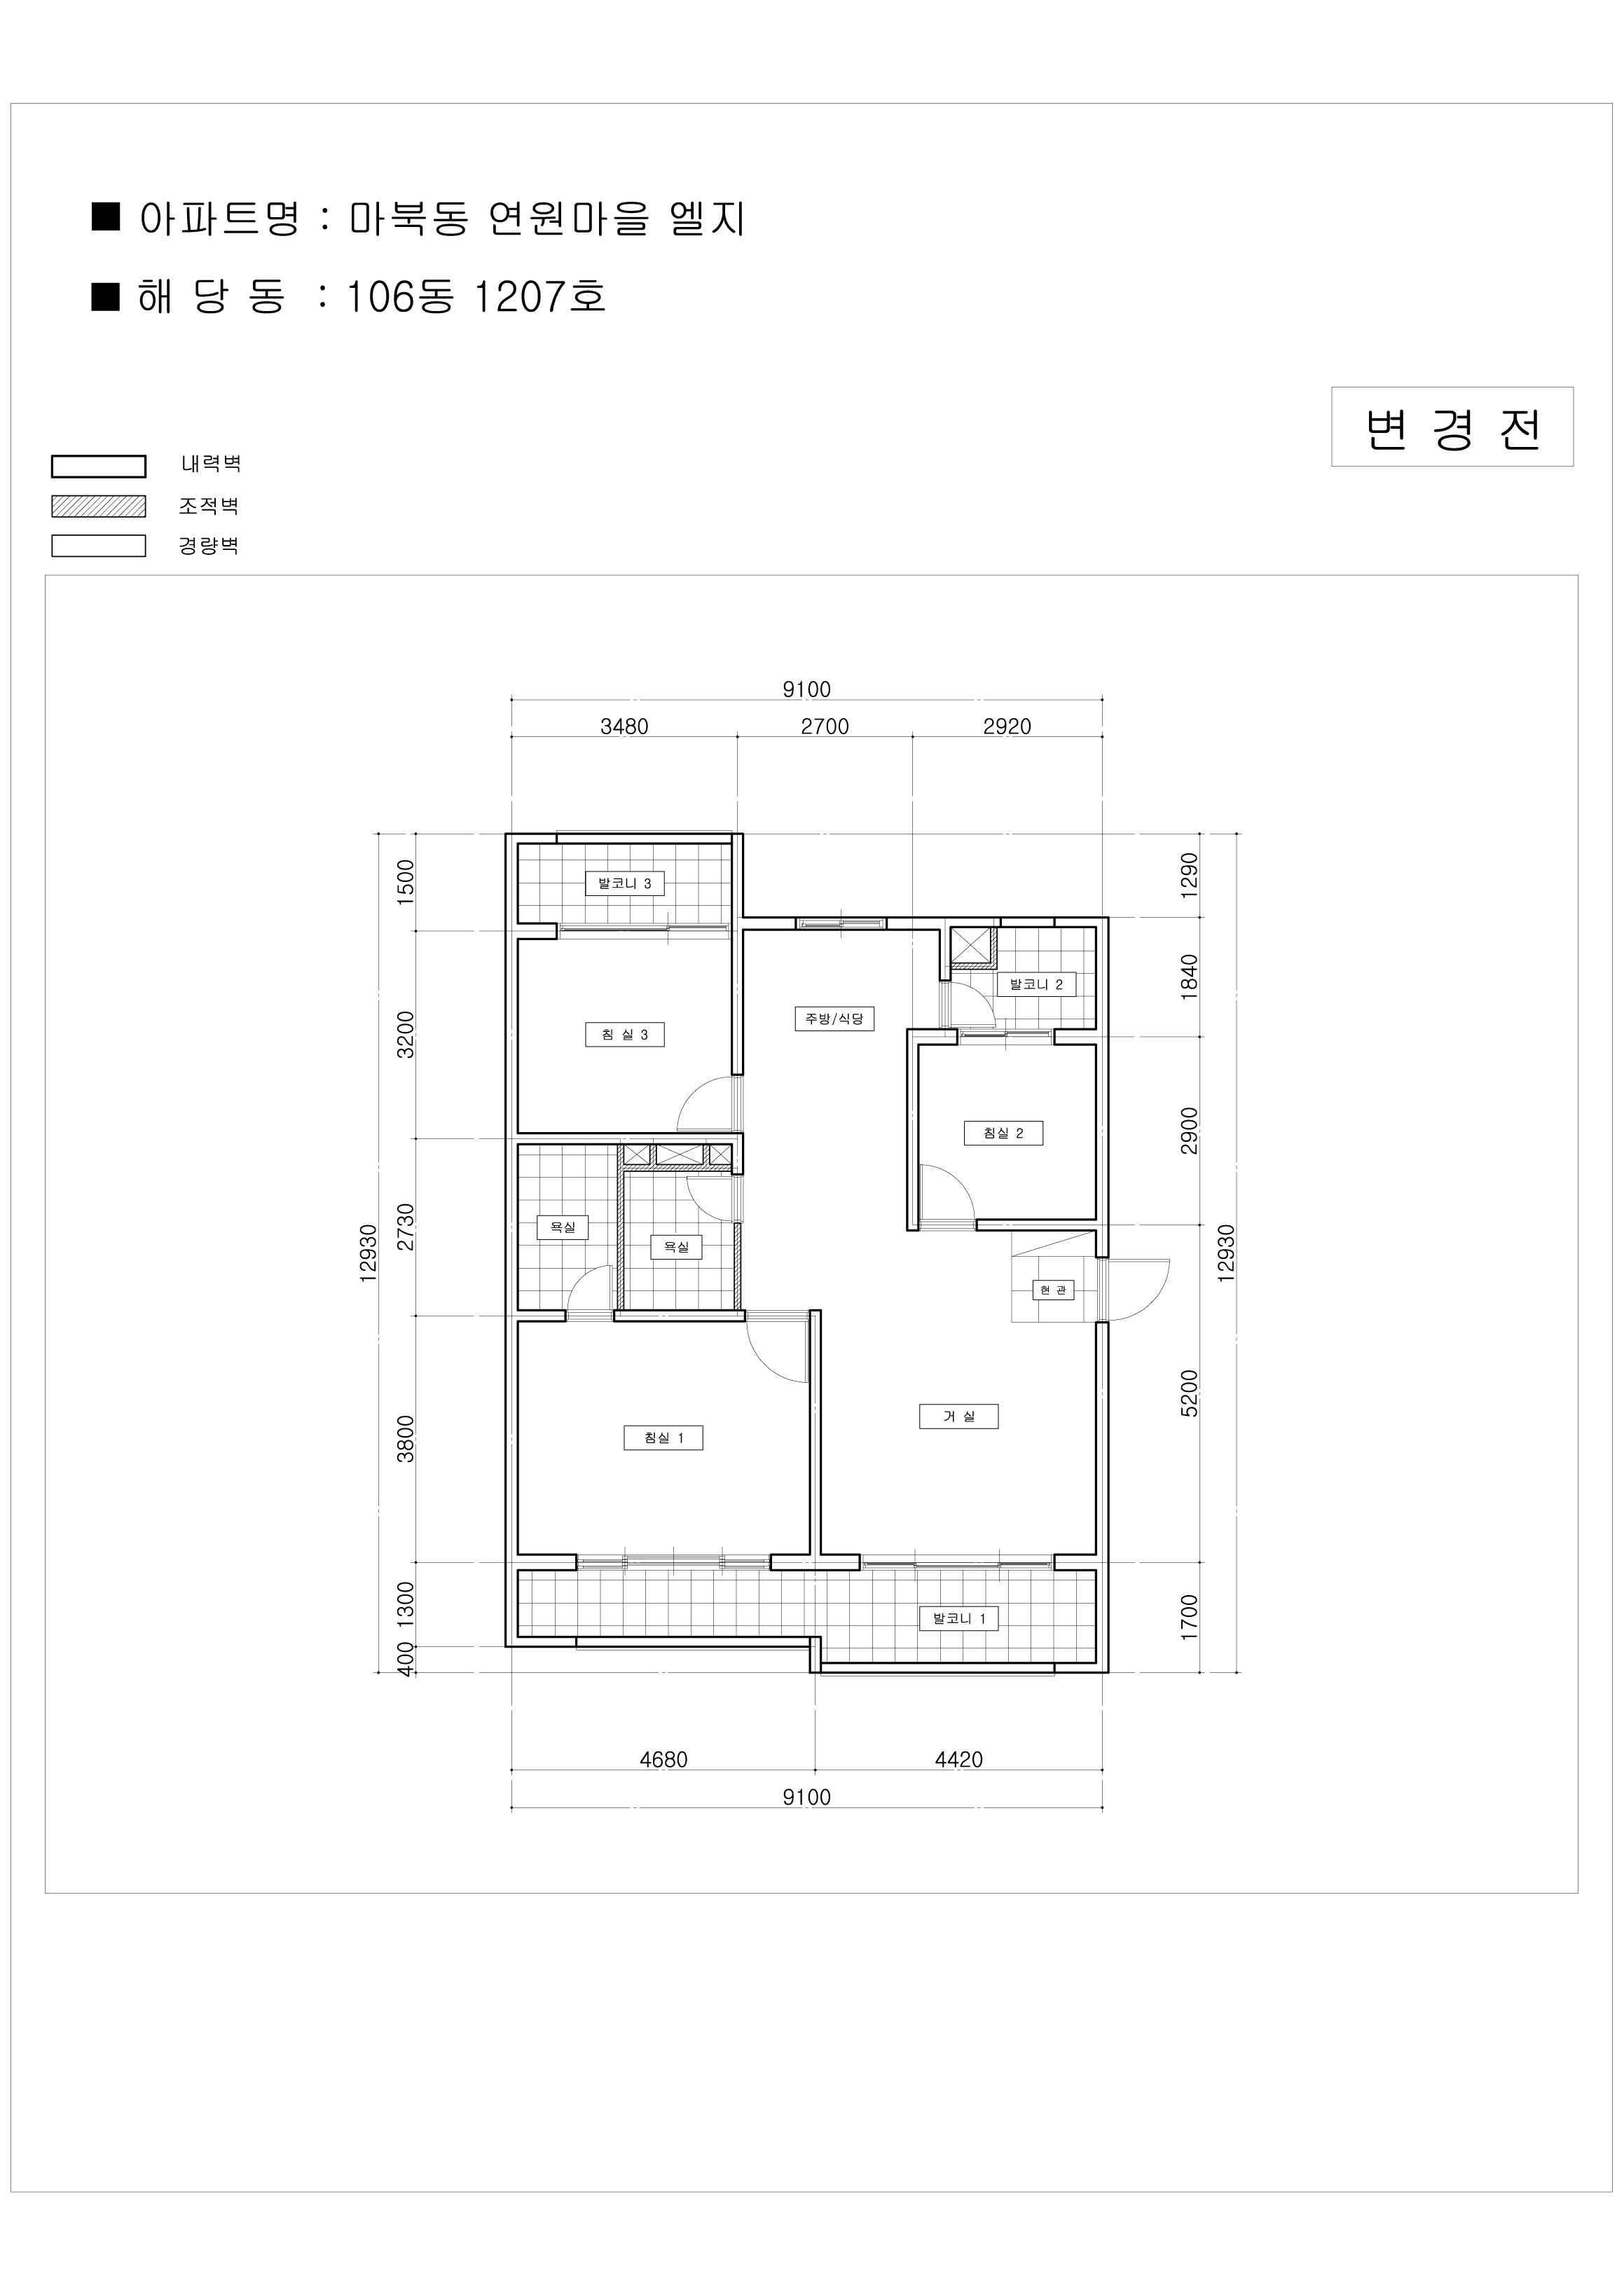 ■ 아파트명 : 마북동 연원마을 엘지
■ 해 당 동 : 106동 1207호
변 경 전
내력벽
조적벽
경량벽
9100
3480 2700 2920
1500
1290
발코니 3
1840
발코니 2
주방/식당
3200
침 실 3
2900
침실 2
욕실
욕실
2730
12930
12930
현 관
5200
거 실
3800
침실 1
1300
1700
발코니 1
400
4680 4420
9100